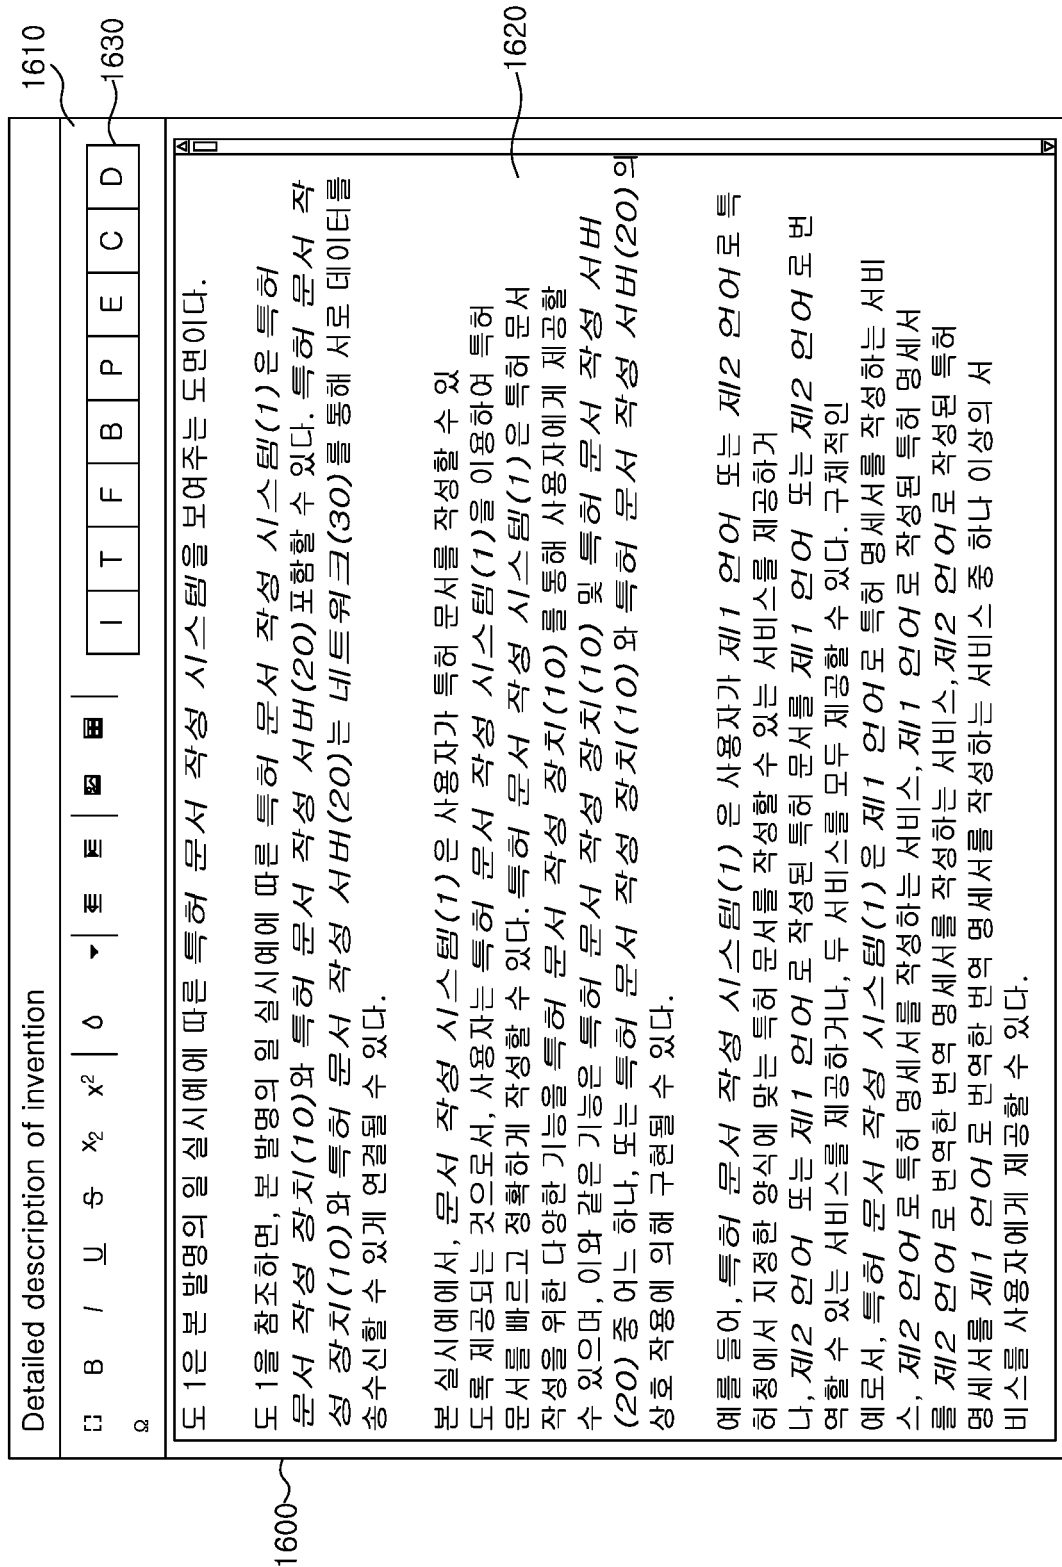 Detailed description of invention
B I U S X₂ X²
I T F B P E C D
Ω
도 1은 본 발명의 일 실시예에 따른 특허 문서 작성 시스템을 보여주는 도면이다.
도 1을 참조하면, 본 발명의 일 실시예에 따른 특허 문서 작성 시스템(1)은 특허
문서 작성 장치(10)와 특허 문서 작성 서버(20) 포함할 수 있다. 특허 문서 작
성 장치(10)와 특허 문서 작성 서버(20)는 네트워크(30)를 통해 서로 데이터를
송수신할 수 있게 연결될 수 있다.
본 실시예에서, 문서 작성 시스템(1)은 사용자가 특허 문서를 작성할 수 있
도록 제공되는 것으로서, 사용자는 특허 문서 작성 시스템(1)을 이용하여 특허
문서를 빠르고 정확하게 작성할 수 있다. 특허 문서 작성 시스템(1)은 특허 문서
작성을 위한 다양한 기능을 특허 문서 작성 장치(10)를 통해 사용자에게 제공할
수 있으며, 이와 같은 기능은 특허 문서 작성 장치(10) 및 특허 문서 작성 서버
(20) 중 어느 하나, 또는 특허 문서 작성 장치(10)와 특허 문서 작성 서버(20)의
상호 작용에 의해 구현될 수 있다.
예를 들어, 특허 문서 작성 시스템(1)은 사용자가 제1 언어 또는 제2 언어로 특
허청에서 지정한 양식에 맞는 특허 문서를 작성할 수 있는 서비스를 제공하거
나, 제2 언어 또는 제1 언어로 작성된 특허 문서를 제1 언어 또는 제2 언어로 번
역할 수 있는 서비스를 제공하거나, 두 서비스를 모두 제공할 수 있다. 구체적인
예로서, 특허 문서 작성 시스템(1)은 제1 언어로 특허 명세서를 작성하는 서비
스, 제2 언어로 특허 명세서를 작성하는 서비스, 제1 언어로 작성된 특허 명세서
를 제2 언어로 번역한 번역 명세서를 작성하는 서비스, 제2 언어로 작성된 특허
명세서를 제1 언어로 번역한 번역 명세서를 작성하는 서비스 중 하나 이상의 서
비스를 사용자에게 제공할 수 있다.
1600
1610
1630
1620